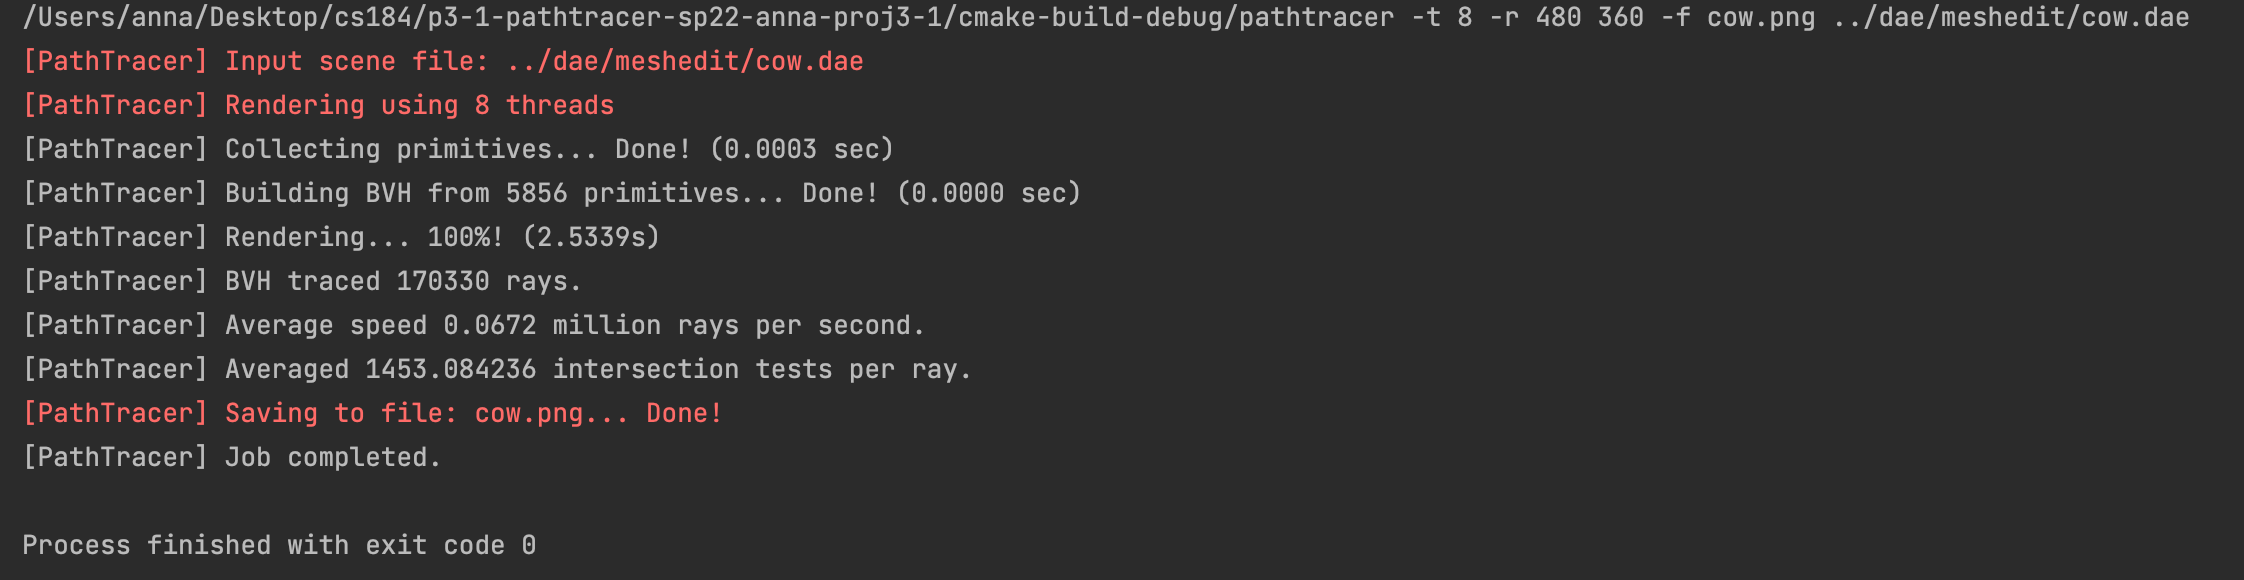 /Users/anna/Desktop/cs184/p3-1-pathtracer-sp22-anna-proj3-1/cmake-build-debug/pathtracer -t 8 -r 480 360 -f cow.png ../dae/meshedit/cow.dae
[PathTracer] Input scene file: ../dae/meshedit/cow.dae
[PathTracer] Rendering using 8 threads
[PathTracer] Collecting primitives... Done! (0.0003 sec)
[PathTracer] Building BVH from 5856 primitives... Done! (0.0000 sec)
[PathTracer] Rendering... 100%! (2.5339s)
[PathTracer] BVH traced 170330 rays.
[PathTracer] Average speed 0.0672 million rays per second.
[PathTracer] Averaged 1453.084236 intersection tests per ray.
[PathTracer] Saving to file: cow.png... Done!
[PathTracer] Job completed.
Process finished with exit code 0